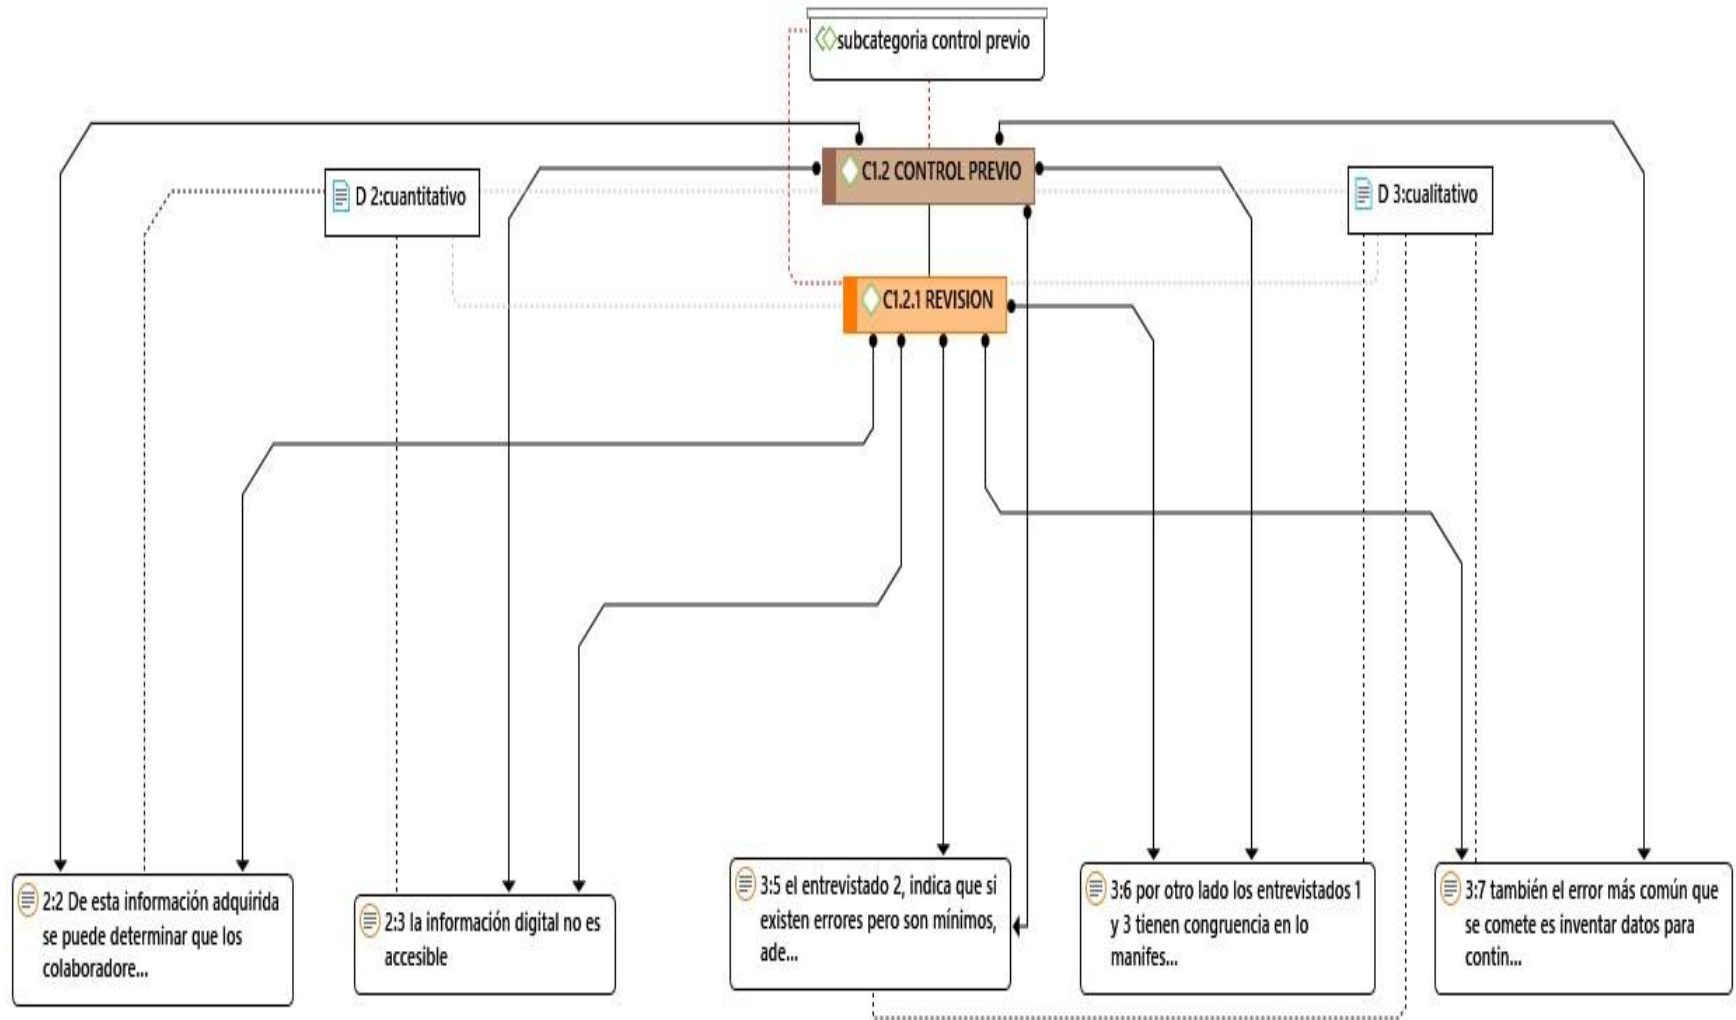 subcategoria control previo
C1.2 CONTROL PREVIO
D 2:cuantitativo
D 3:cualitativo
C1.2.1 REVISION
2:2 De esta información adquirida
se puede determinar que los
colaboradore...
2:3 la información digital no es
accesible
3:5 el entrevistado 2, indica que si
existen errores pero son mínimos,
ade...
3:6 por otro lado los entrevistados 1
y 3 tienen congruencia en lo
manifes...
3:7 también el error más común que
se comete es inventar datos para
contin...